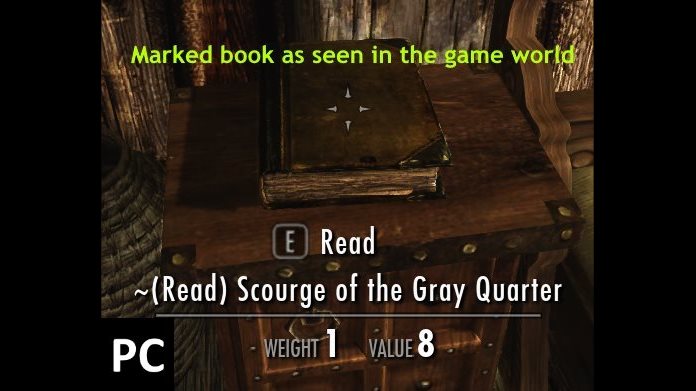 Marked book as seen in the game world
E Read
~(Read) Scourge of the Gray Quarter
WEIGHT 1 VALUE 8
PC